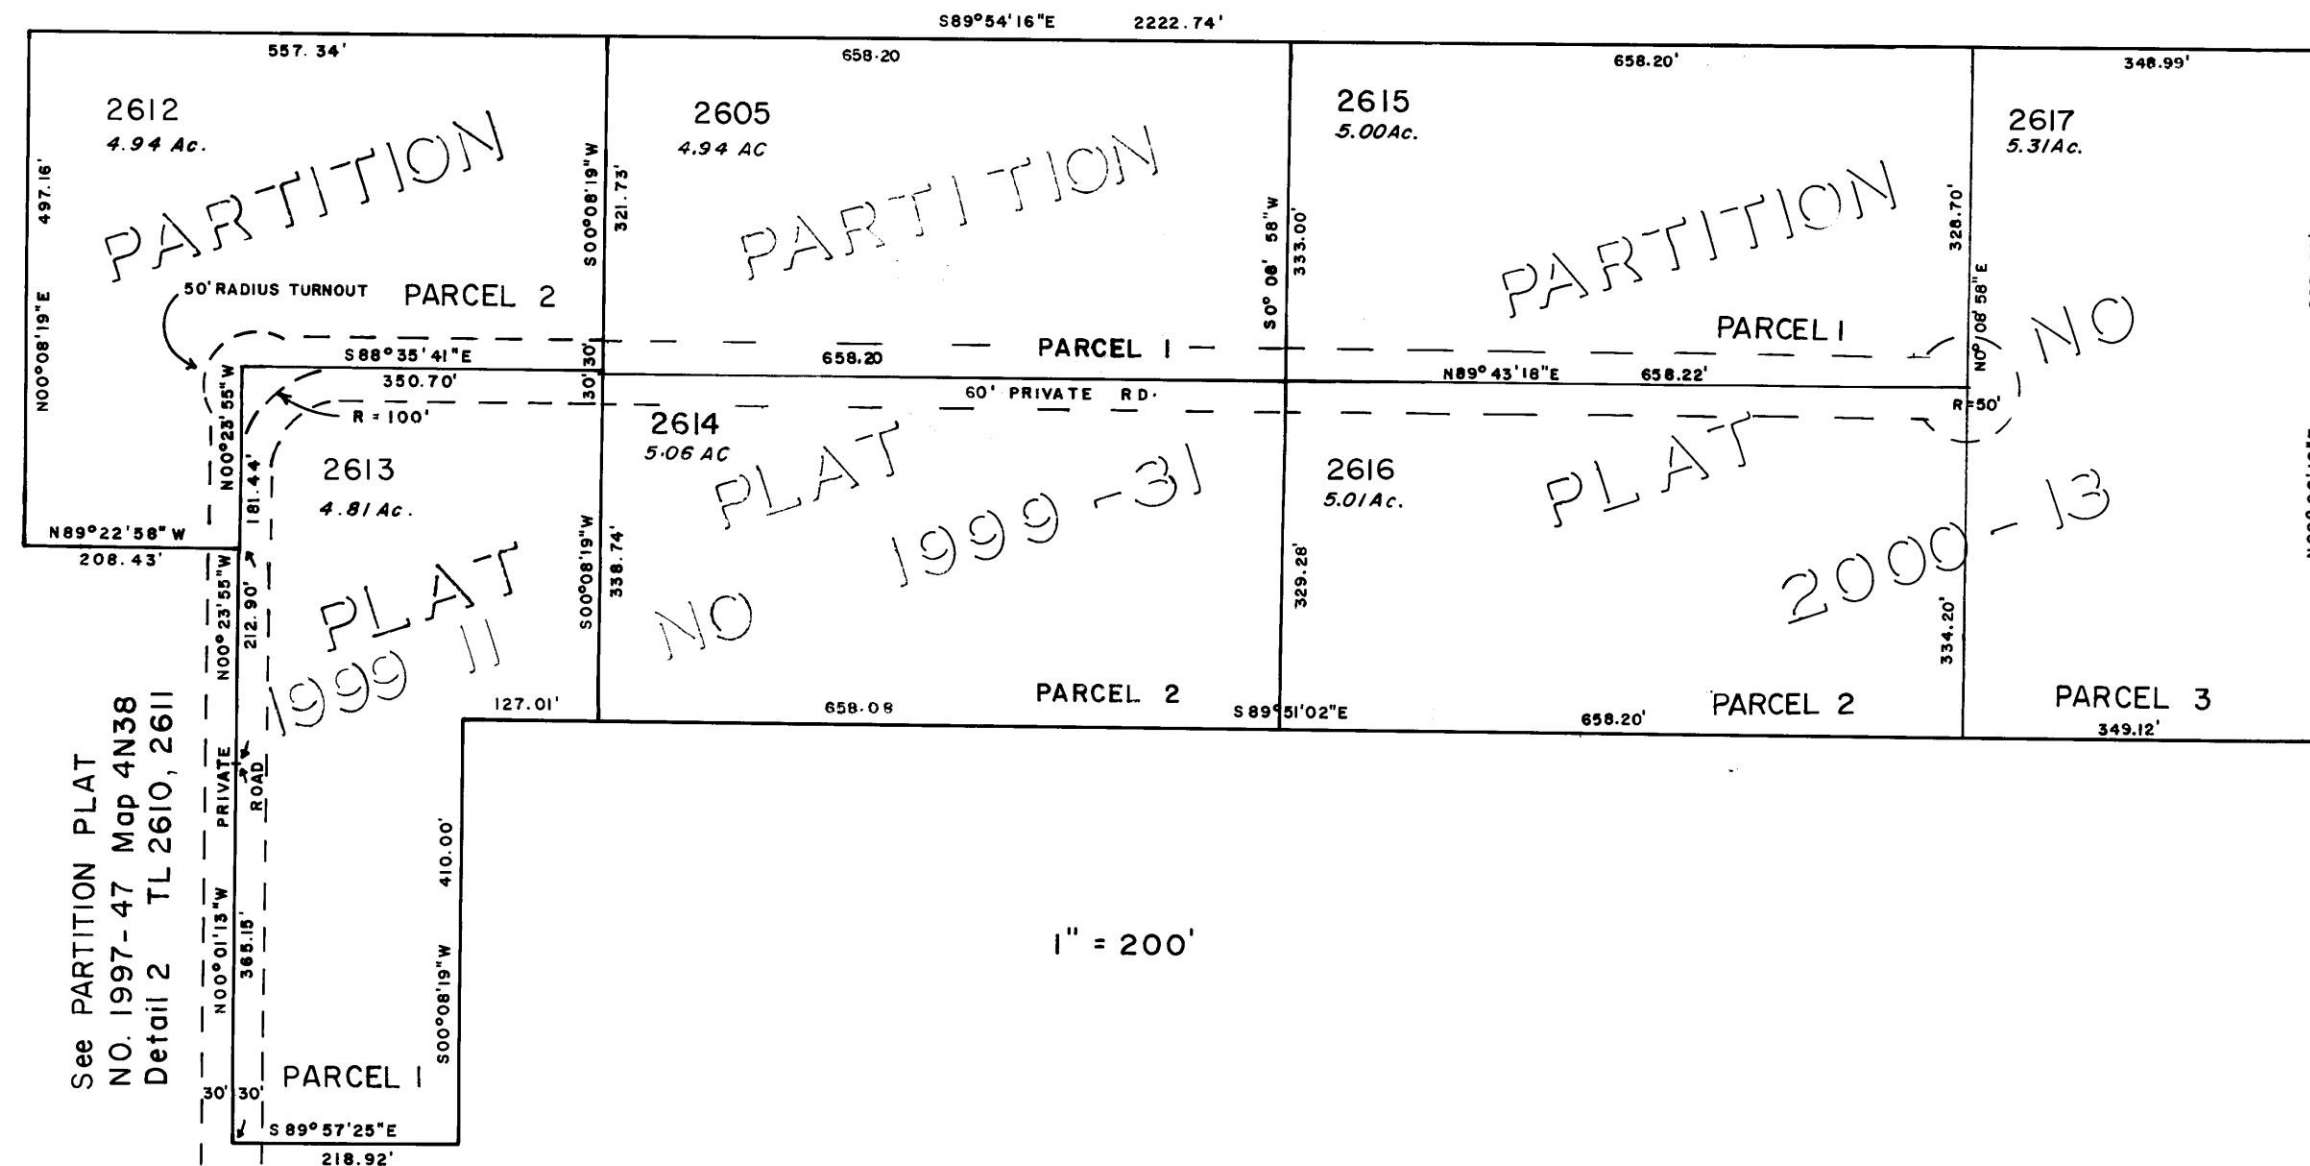 S89°54'16"E 2222.74'
557.34'
658.20
658.20'
348.99'
2612
4.94 Ac.
2605
4.94 AC
2615
5.00Ac.
2617
5.31Ac.
PARTITION
PARTITION
PARTITION
497.16'
N00°08'19"E
S00°08'19"W
321.73'
S0° 08' 58"W
333.00'
328.70'
N0° 08' 58"E
50' RADIUS TURNOUT
PARCEL 2
PARCEL 1
PARCEL 1
NO
S88°35'41"E
350.70'
30' 30'
658.20
60' PRIVATE RD.
N89°43'18"E 658.22'
R=50'
R = 100'
N00°23'55"W
181.44'
2613
4.81 Ac.
2614
5.06 AC
2616
5.01Ac.
PLAT
1999-31
NO
PLAT
2000-13
N89°22'58"W
208.43'
N00°23'55"W
212.90'
PLAT
1999 11
S00°08'19"W
338.74'
329.28'
334.20'
127.01'
658.08
PARCEL 2
S89°51'02"E
658.20'
PARCEL 2
PARCEL 3
349.12'
See PARTITION PLAT
NO. 1997-47 Map 4N38
Detail 2 TL 2610, 2611
PRIVATE
ROAD
N00°01'13"W
365.15'
410.00'
S00°08'19"W
1" = 200'
PARCEL 1
30' 30'
S89°57'25"E
218.92'